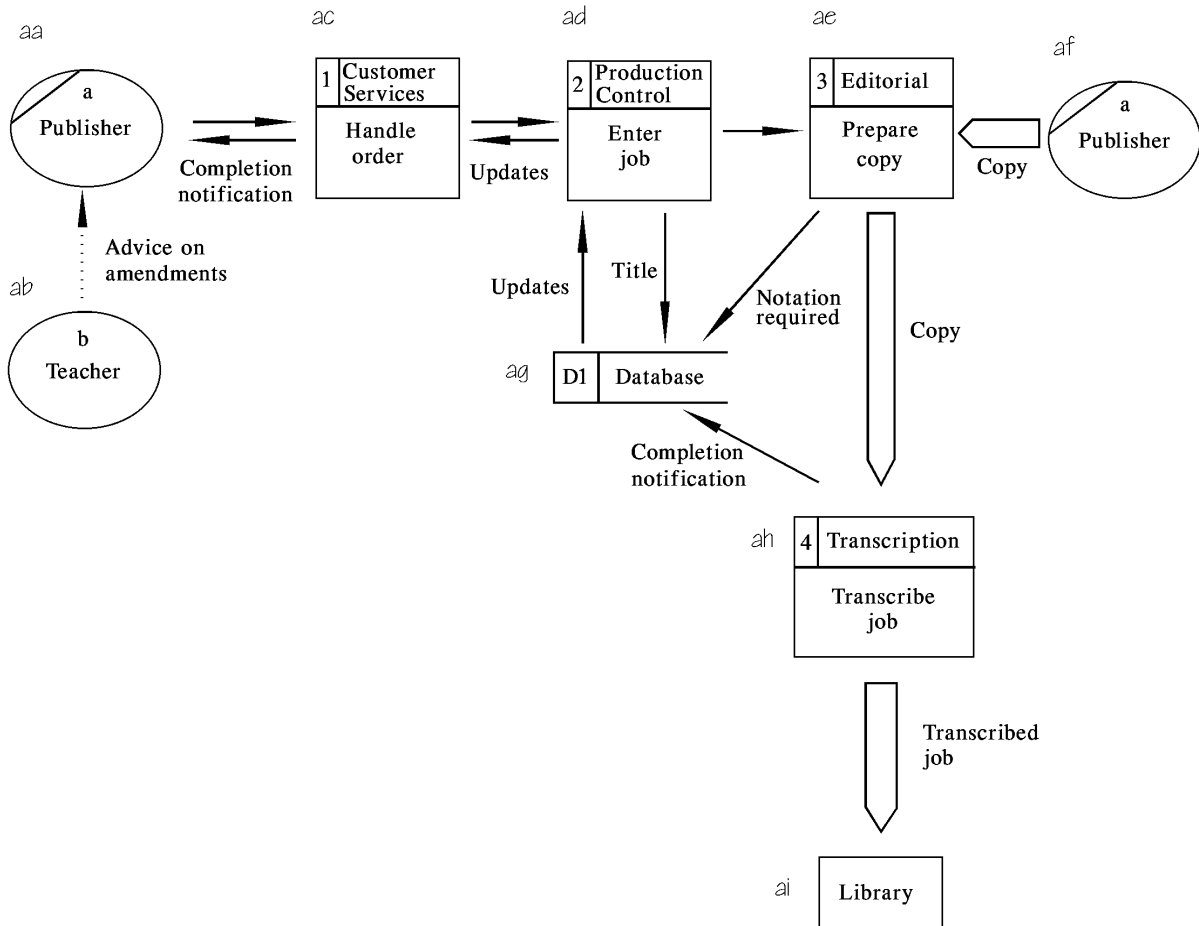 aa
ac
ad
ae
af
a
Publisher
1
Customer
Services
Handle
order
2
Production
Control
Enter
job
3
Editorial
Prepare
copy
a
Publisher
Completion
notification
Updates
Copy
Advice on
amendments
ab
b
Teacher
Updates
Title
Notation
required
Copy
ag
D1
Database
Completion
notification
ah
4
Transcription
Transcribe
job
Transcribed
job
ai
Library